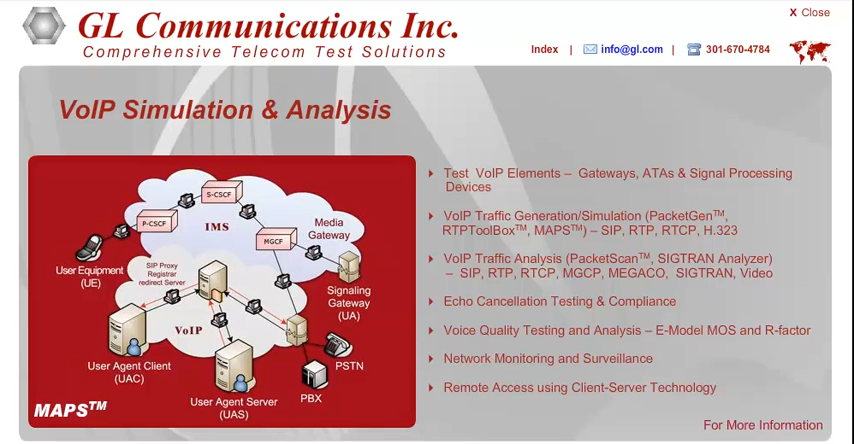 X Close
GL Communications Inc.
Comprehensive Telecom Test Solutions
Index | info@gl.com | 301-670-4784
VoIP Simulation & Analysis
S-CSCF
P-CSCF
IMS
MGCF
Media
Gateway
User Equipment
(UE)
SIP Proxy
Registrar
redirect Server
Signaling
Gateway
(UA)
VoIP
User Agent Client
(UAC)
PSTN
PBX
User Agent Server
(UAS)
MAPS™
Test VoIP Elements – Gateways, ATAs & Signal Processing
Devices
VoIP Traffic Generation/Simulation (PacketGen™,
RTPToolBox™, MAPS™) – SIP, RTP, RTCP, H.323
VoIP Traffic Analysis (PacketScan™, SIGTRAN Analyzer)
– SIP, RTP, RTCP, MGCP, MEGACO, SIGTRAN, Video
Echo Cancellation Testing & Compliance
Voice Quality Testing and Analysis – E-Model MOS and R-factor
Network Monitoring and Surveillance
Remote Access using Client-Server Technology
For More Information